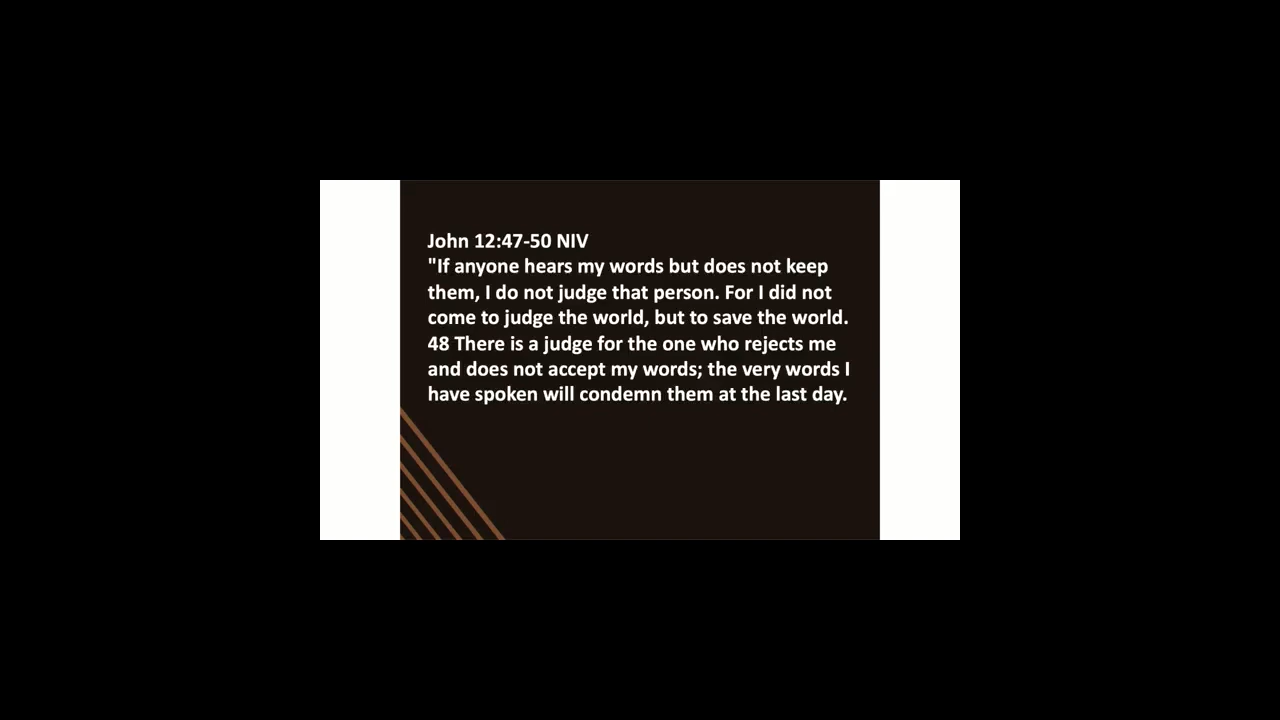 John 12:47-50 NIV
"If anyone hears my words but does not keep
them, I do not judge that person. For I did not
come to judge the world, but to save the world.
48 There is a judge for the one who rejects me
and does not accept my words; the very words I
have spoken will condemn them at the last day.